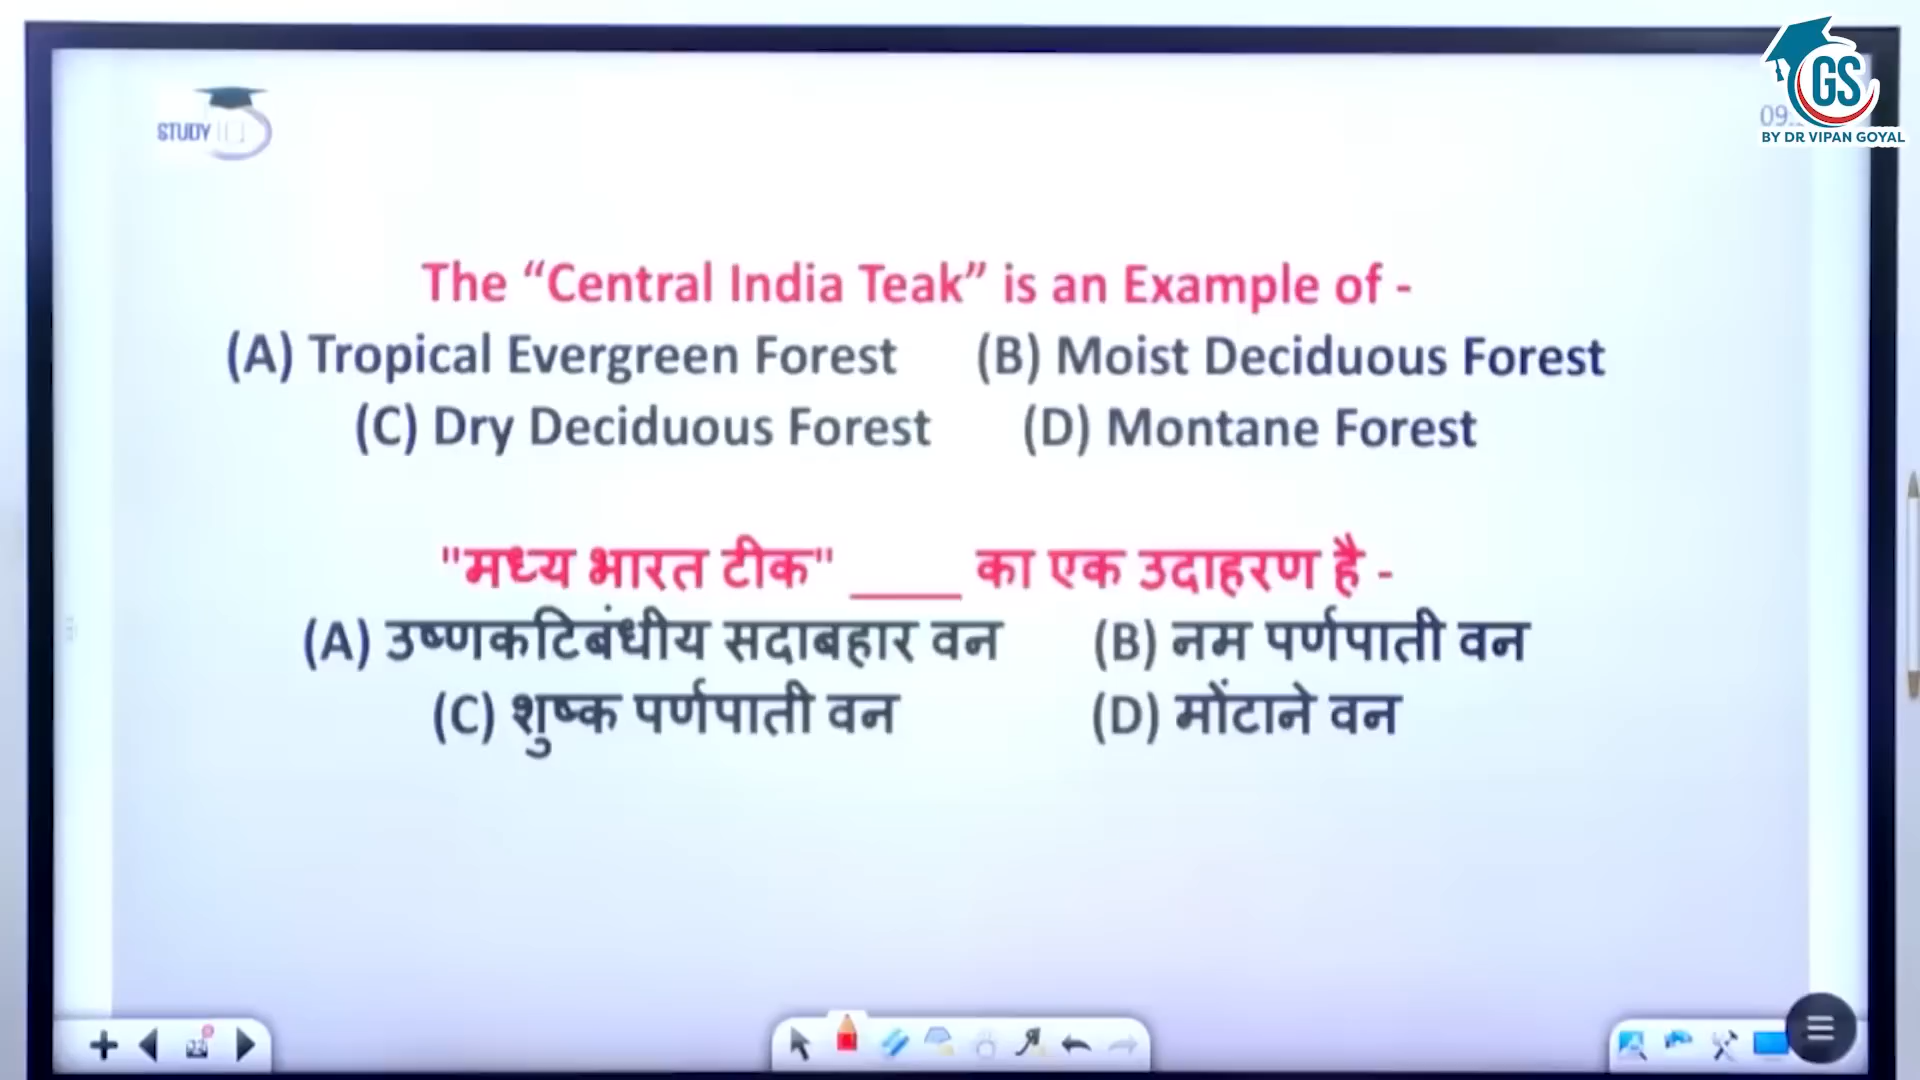 GS
BY DR VIPAN GOYAL
STUDY
The “Central India Teak” is an Example of -
(A) Tropical Evergreen Forest (B) Moist Deciduous Forest
(C) Dry Deciduous Forest (D) Montane Forest
"मध्य भारत टीक" ____ का एक उदाहरण है -
(A) उष्णकटिबंधीय सदाबहार वन (B) नम पर्णपाती वन
(C) शुष्क पर्णपाती वन (D) मोंटाने वन